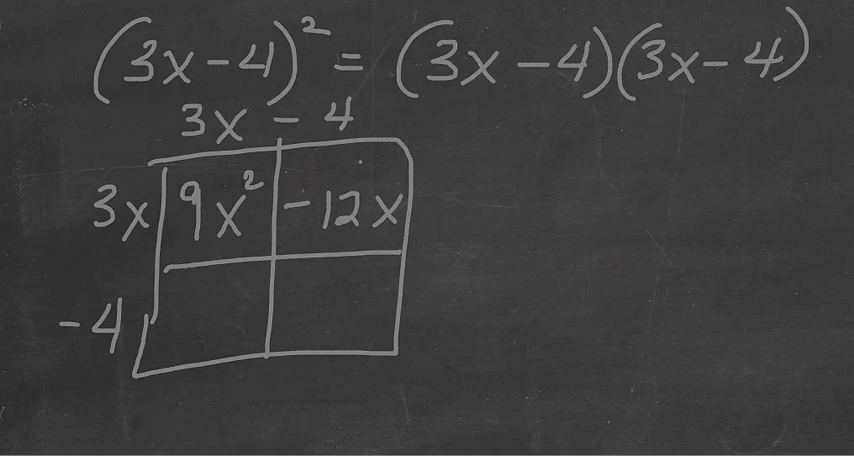 (3x-4)² = (3x-4)(3x-4)
3x - 4
3x 9x² -12x
-4